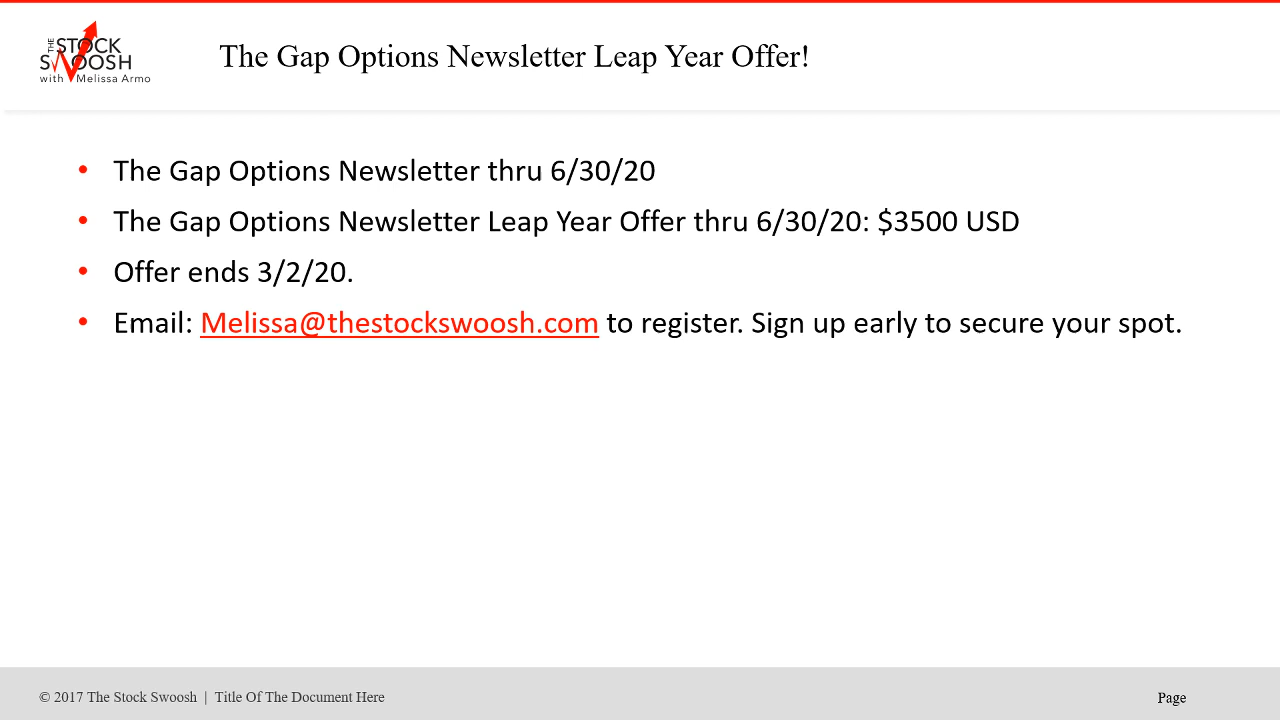 THE STOCK
SWOOSH
with Melissa Armo
The Gap Options Newsletter Leap Year Offer!
• The Gap Options Newsletter thru 6/30/20
• The Gap Options Newsletter Leap Year Offer thru 6/30/20: $3500 USD
• Offer ends 3/2/20.
• Email: Melissa@thestockswoosh.com to register. Sign up early to secure your spot.
© 2017 The Stock Swoosh | Title Of The Document Here
Page